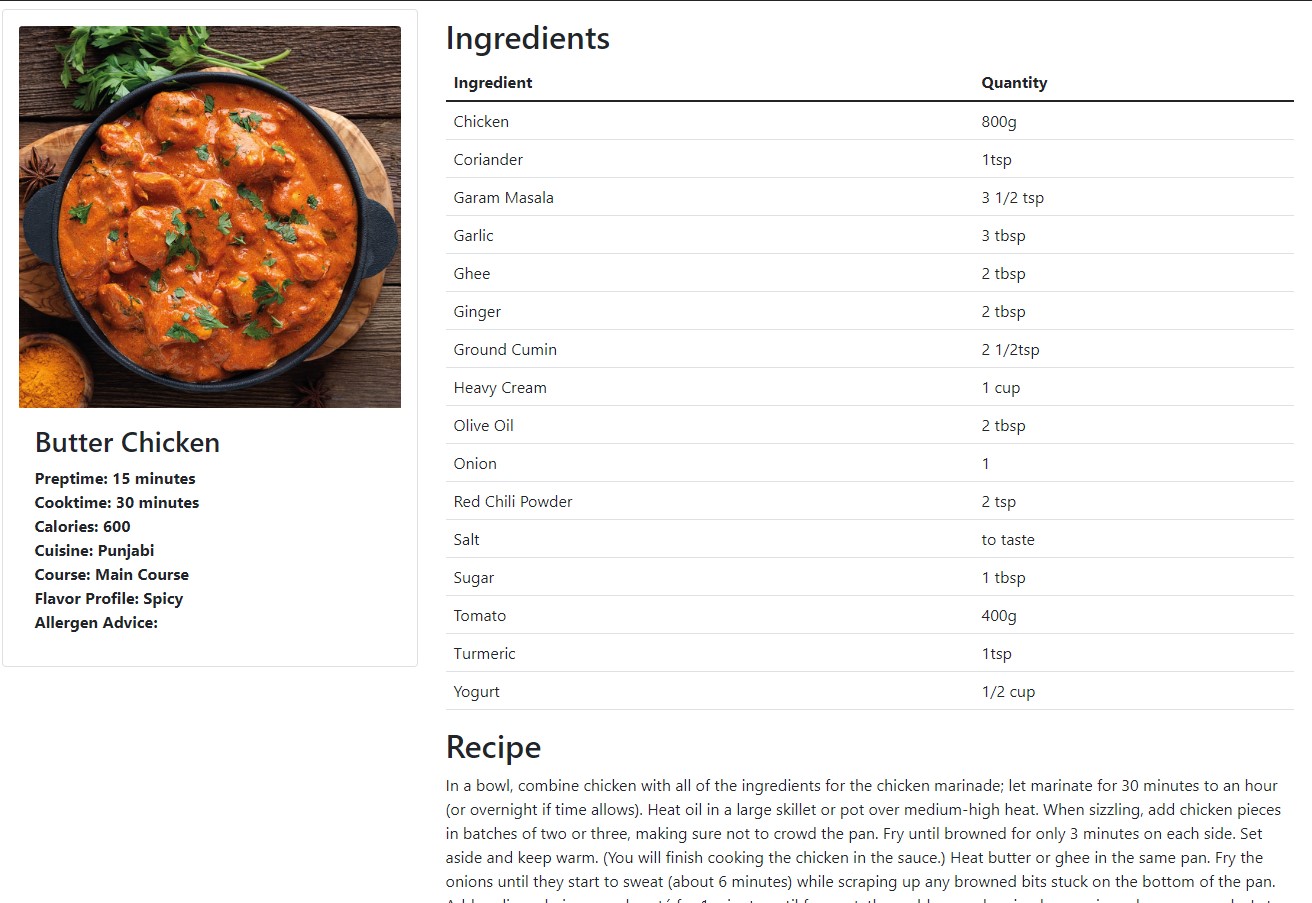 Butter Chicken
Preptime: 15 minutes
Cooktime: 30 minutes
Calories: 600
Cuisine: Punjabi
Course: Main Course
Flavor Profile: Spicy
Allergen Advice:
Ingredients
Ingredient Quantity
Chicken 800g
Coriander 1tsp
Garam Masala 3 1/2 tsp
Garlic 3 tbsp
Ghee 2 tbsp
Ginger 2 tbsp
Ground Cumin 2 1/2tsp
Heavy Cream 1 cup
Olive Oil 2 tbsp
Onion 1
Red Chili Powder 2 tsp
Salt to taste
Sugar 1 tbsp
Tomato 400g
Turmeric 1tsp
Yogurt 1/2 cup
Recipe
In a bowl, combine chicken with all of the ingredients for the chicken marinade; let marinate for 30 minutes to an hour
(or overnight if time allows). Heat oil in a large skillet or pot over medium-high heat. When sizzling, add chicken pieces
in batches of two or three, making sure not to crowd the pan. Fry until browned for only 3 minutes on each side. Set
aside and keep warm. (You will finish cooking the chicken in the sauce.) Heat butter or ghee in the same pan. Fry the
onions until they start to sweat (about 6 minutes) while scraping up any browned bits stuck on the bottom of the pan.